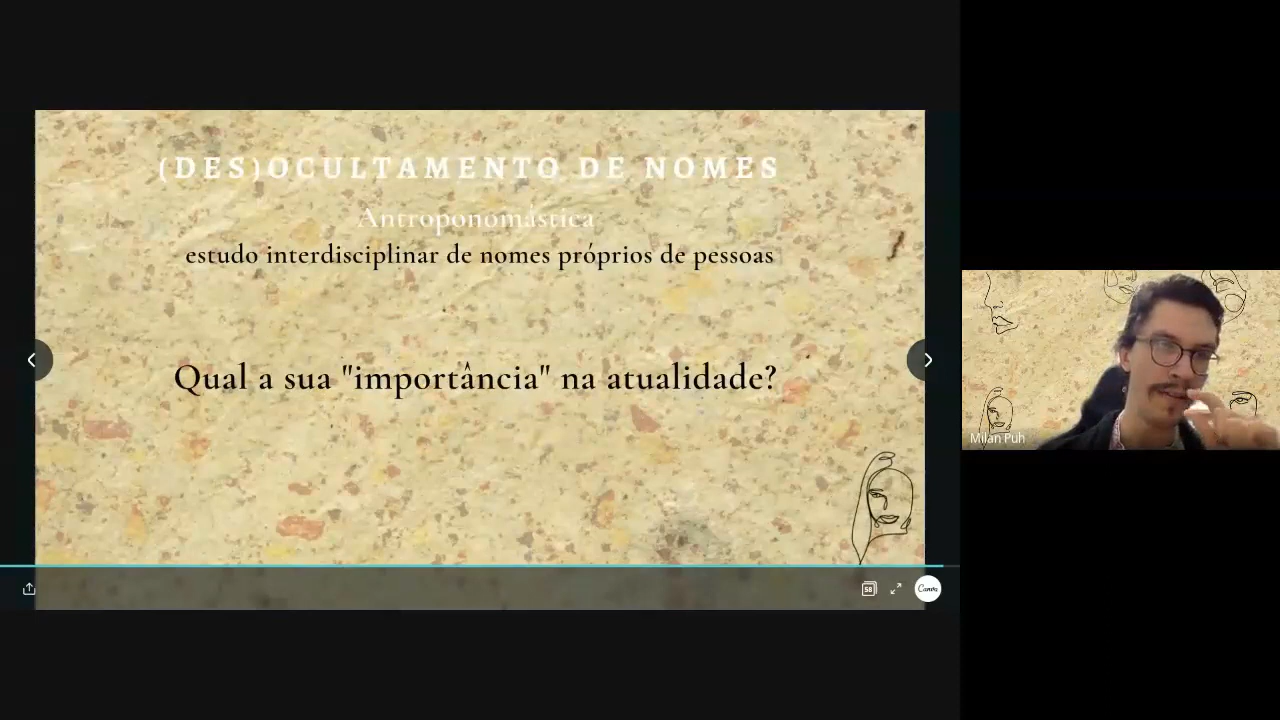 (DES)OCULTAMENTO DE NOMES
Antroponomástica
estudo interdisciplinar de nomes próprios de pessoas
Qual a sua "importância" na atualidade?
Milan Puh
58
Canva